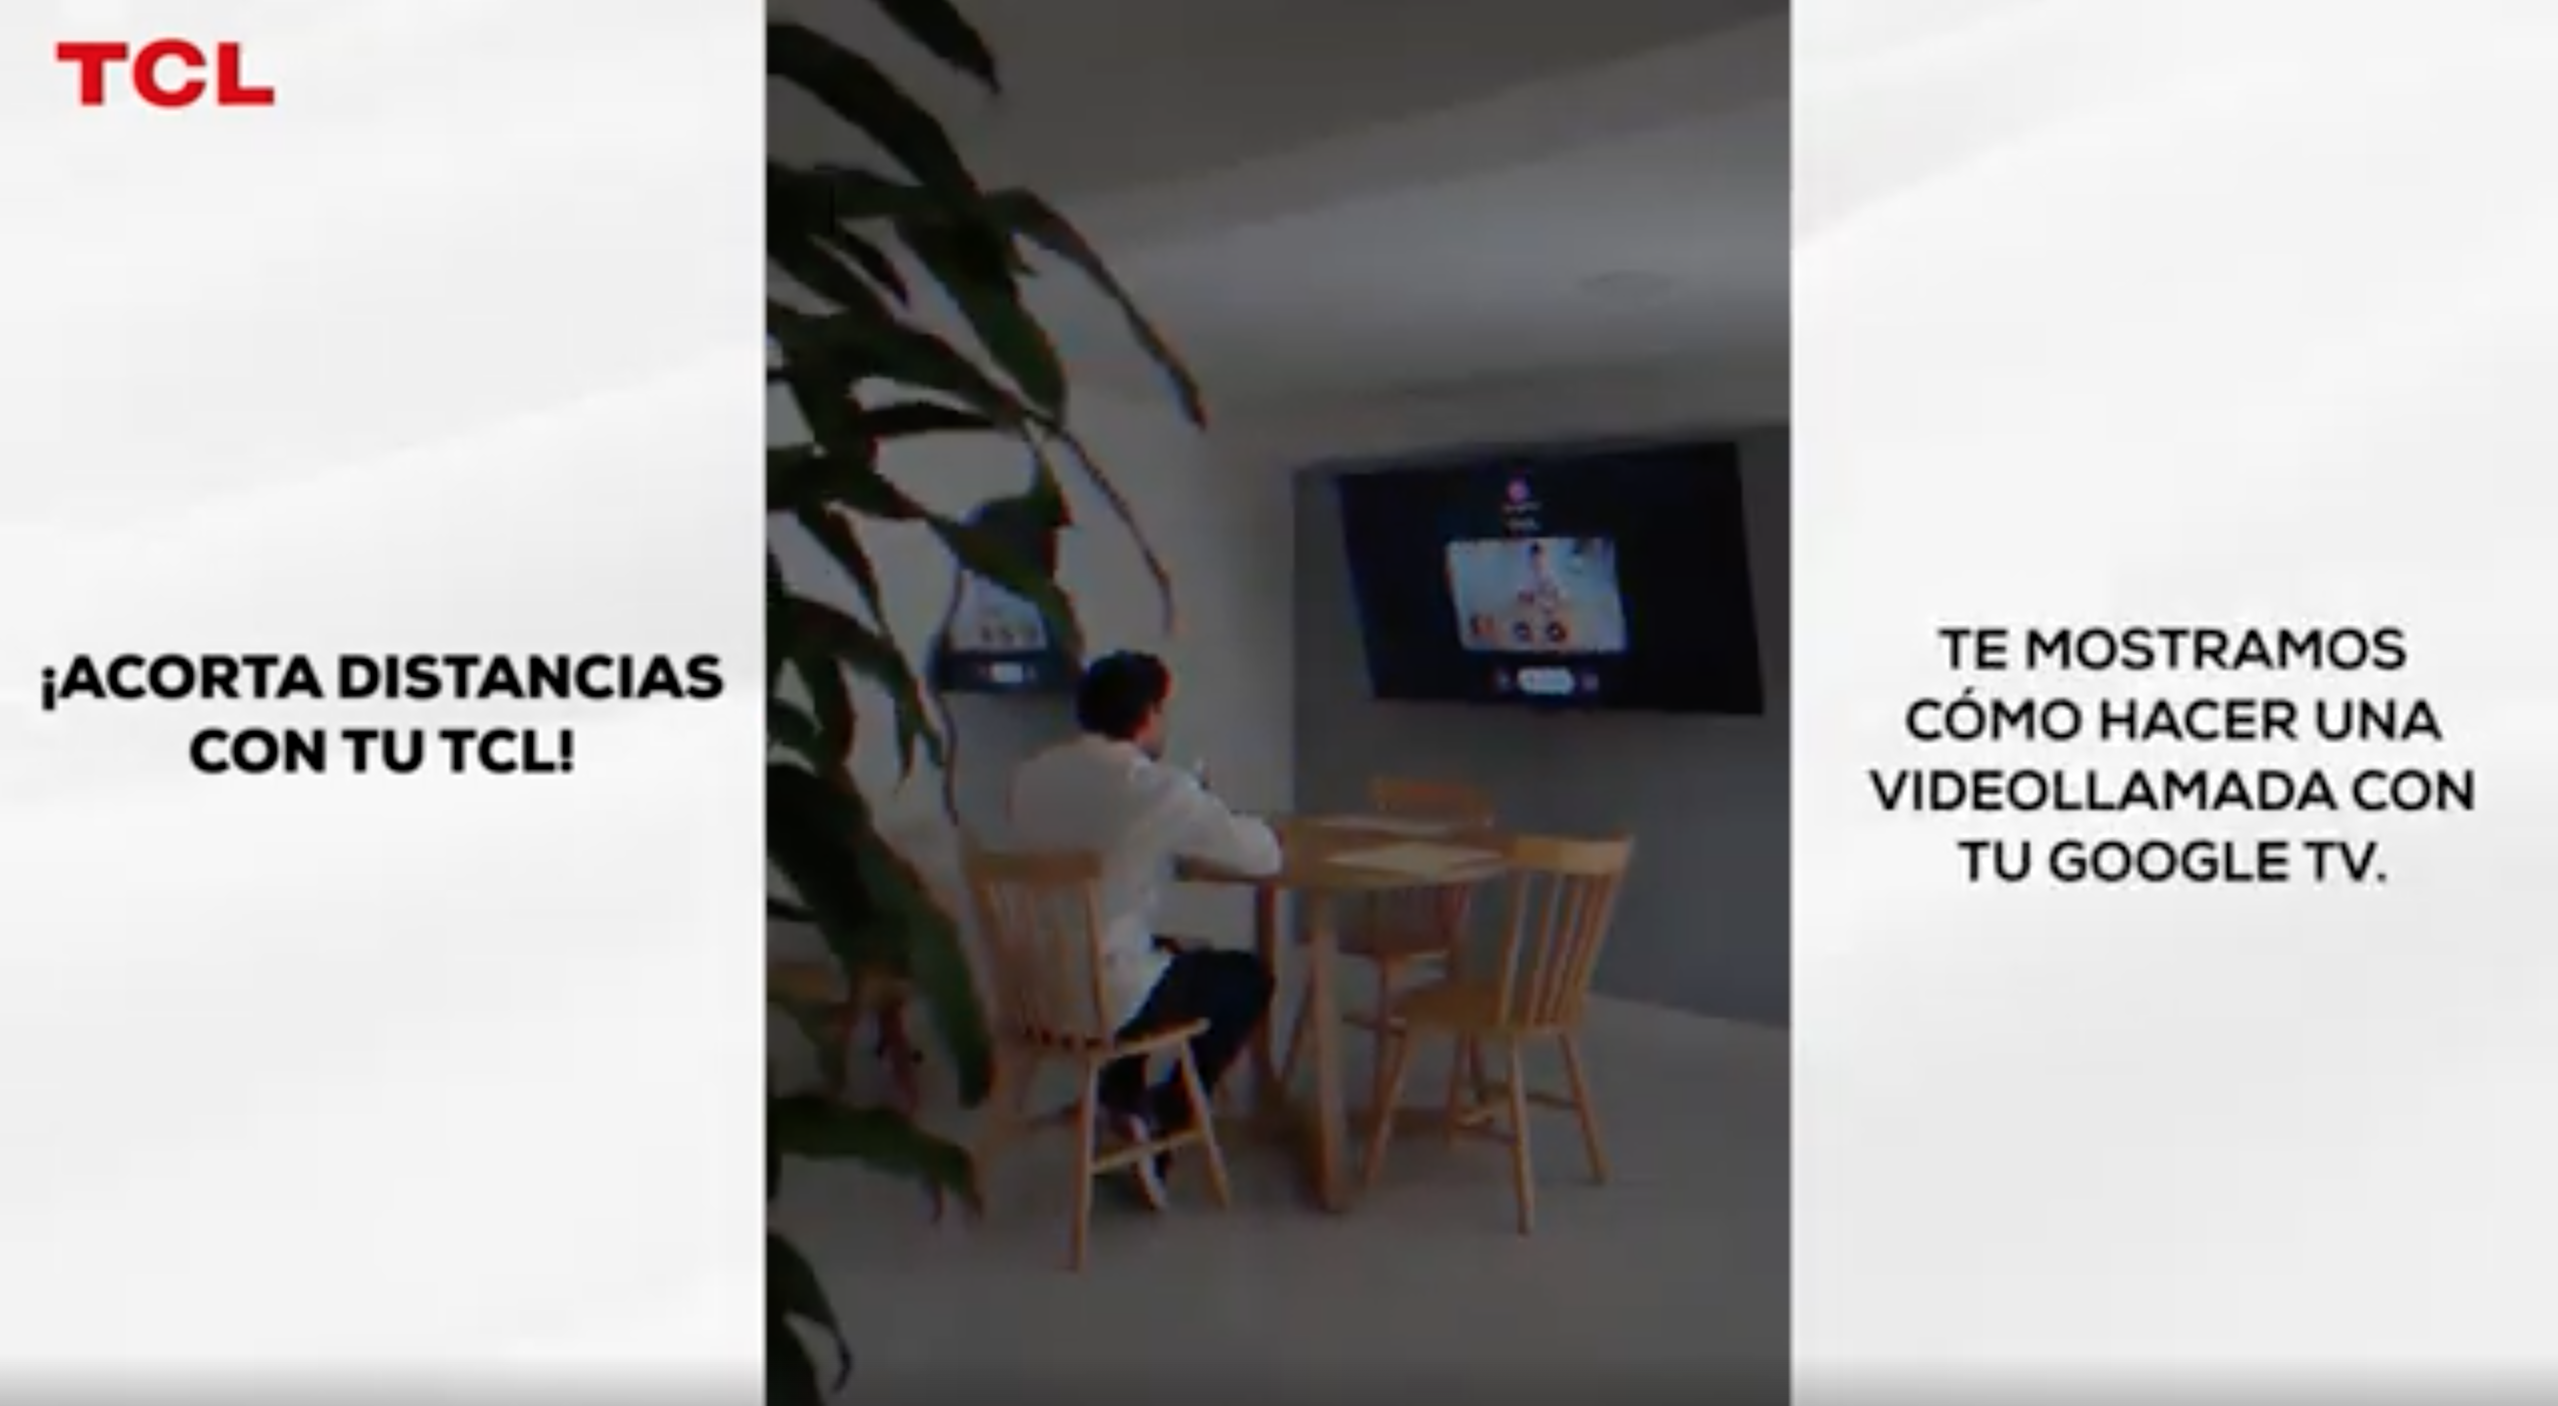 TCL
¡ACORTA DISTANCIAS
CON TU TCL!
TE MOSTRAMOS
CÓMO HACER UNA
VIDEOLLAMADA CON
TU GOOGLE TV.